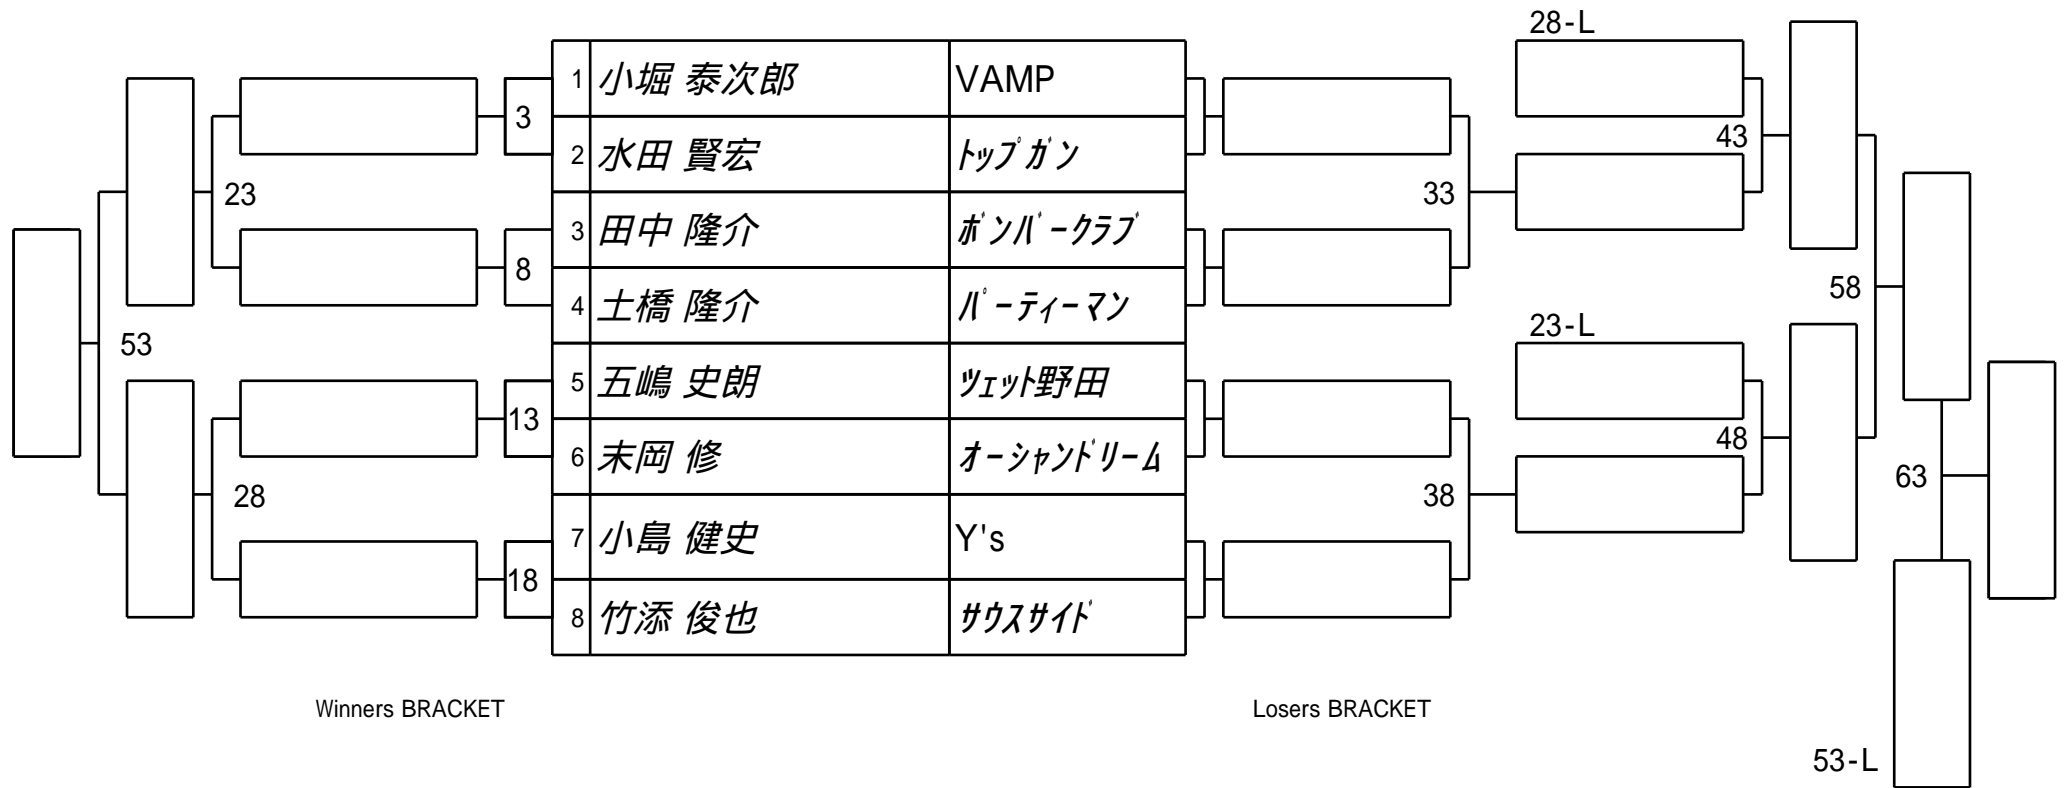 28-L
1 小堀 泰次郎 VAMP
3
43
2 水田 賢宏 ﾄｯﾌﾟｶﾞﾝ
23
33
3 田中 隆介 ﾎﾞﾝﾊﾞｰｸﾗﾌﾞ
8
58
4 土橋 隆介 ﾊﾟｰﾃｨｰﾏﾝ
23-L
53
5 五嶋 史朗 ﾂｪｯﾄ野田
13
48
6 末岡 修 ｵｰｼｬﾝﾄﾞﾘｰﾑ
63
28
38
7 小島 健史 Y's
18
8 竹添 俊也 ｻｳｽｻｲﾄﾞ
Winners BRACKET
Losers BRACKET
53-L